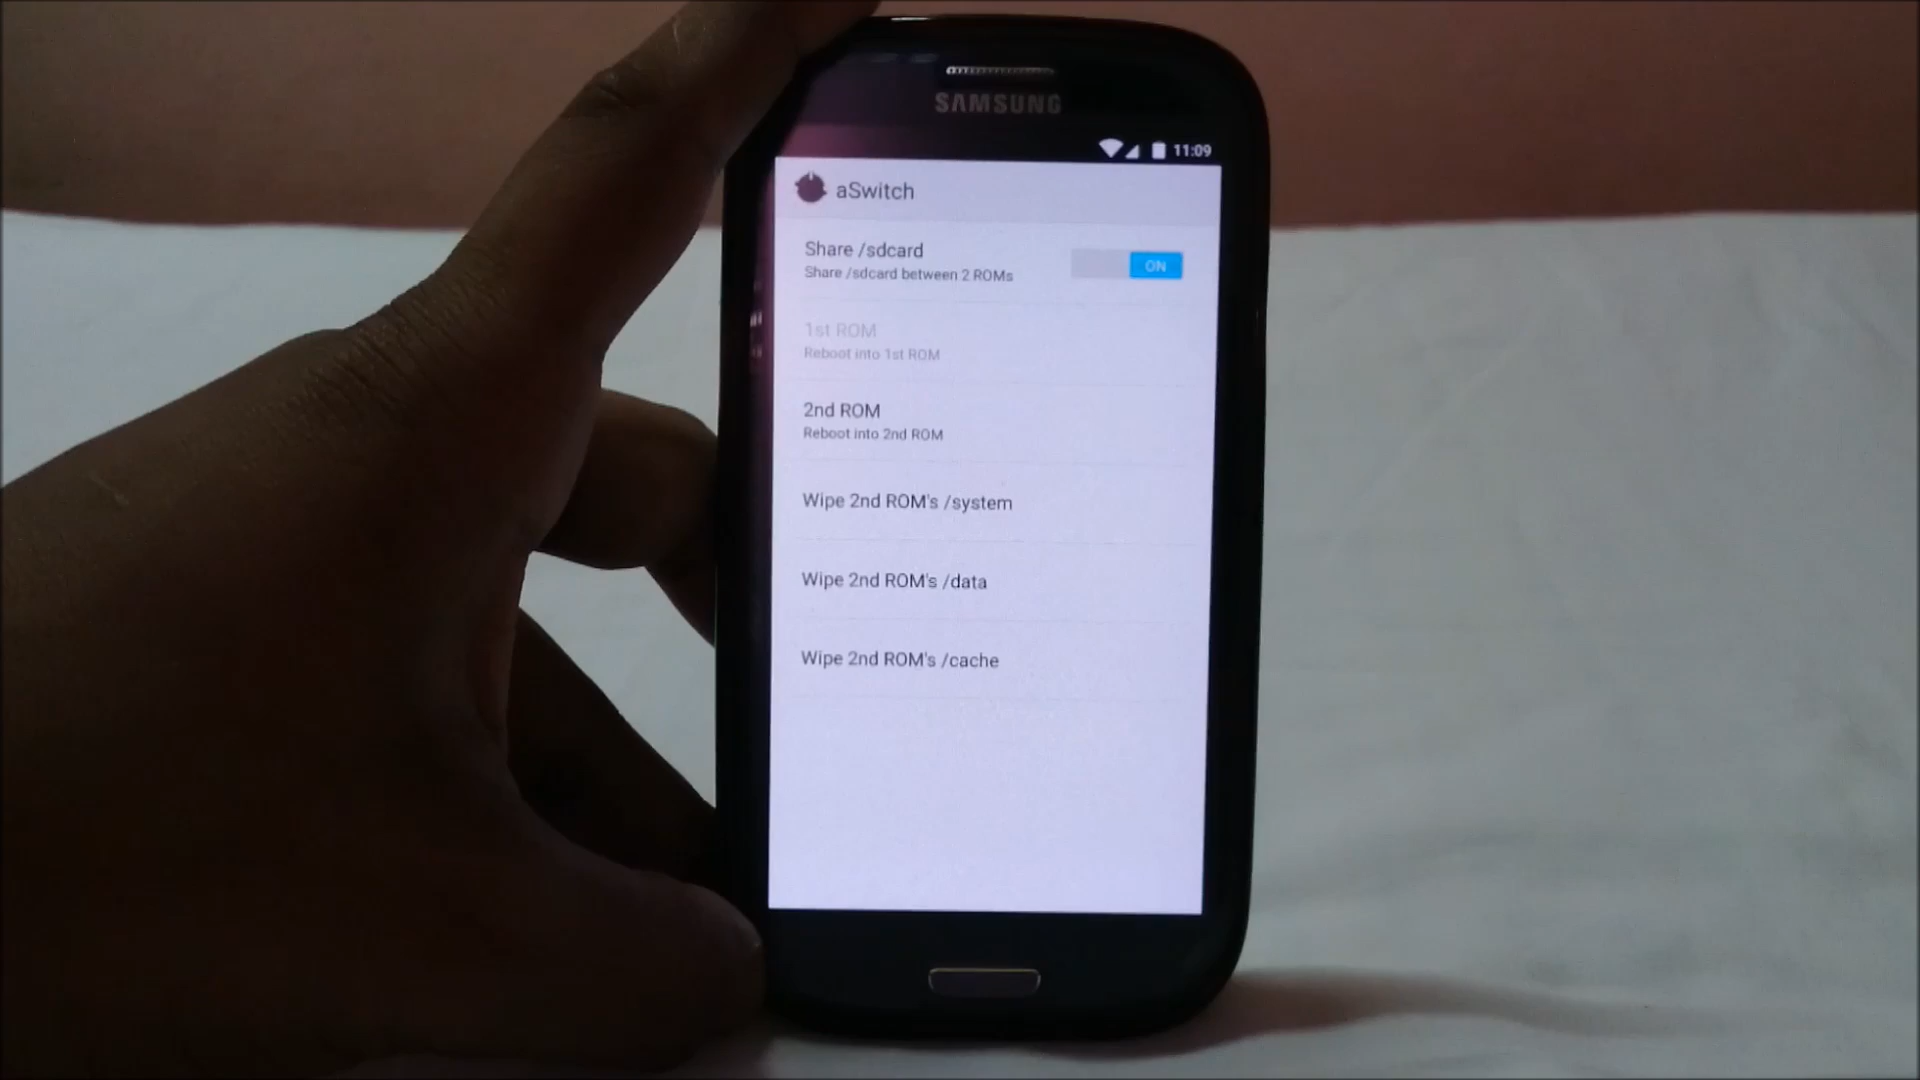 SAMSUNG
11:09
aSwitch
Share /sdcard
Share /sdcard between 2 ROMs
ON
1st ROM
Reboot into 1st ROM
2nd ROM
Reboot into 2nd ROM
Wipe 2nd ROM's /system
Wipe 2nd ROM's /data
Wipe 2nd ROM's /cache